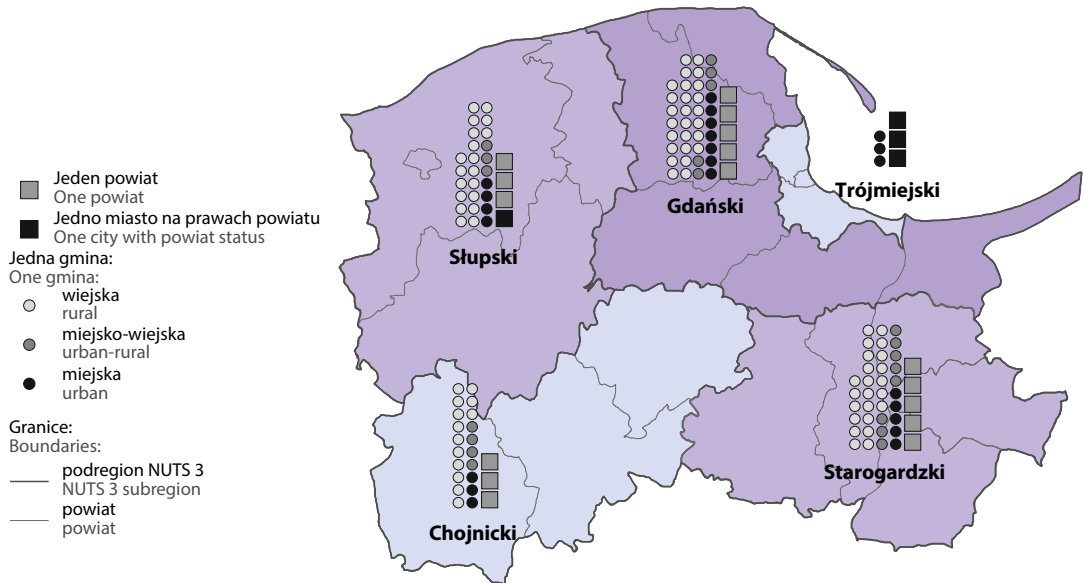 Jeden powiat
One powiat
Jedno miasto na prawach powiatu
One city with powiat status
Jedna gmina:
One gmina:
wiejska
rural
miejsko-wiejska
urban-rural
miejska
urban
Granice:
Boundaries:
podregion NUTS 3
NUTS 3 subregion
powiat
powiat
Trójmiejski
Gdański
Słupski
Starogardzki
Chojnicki